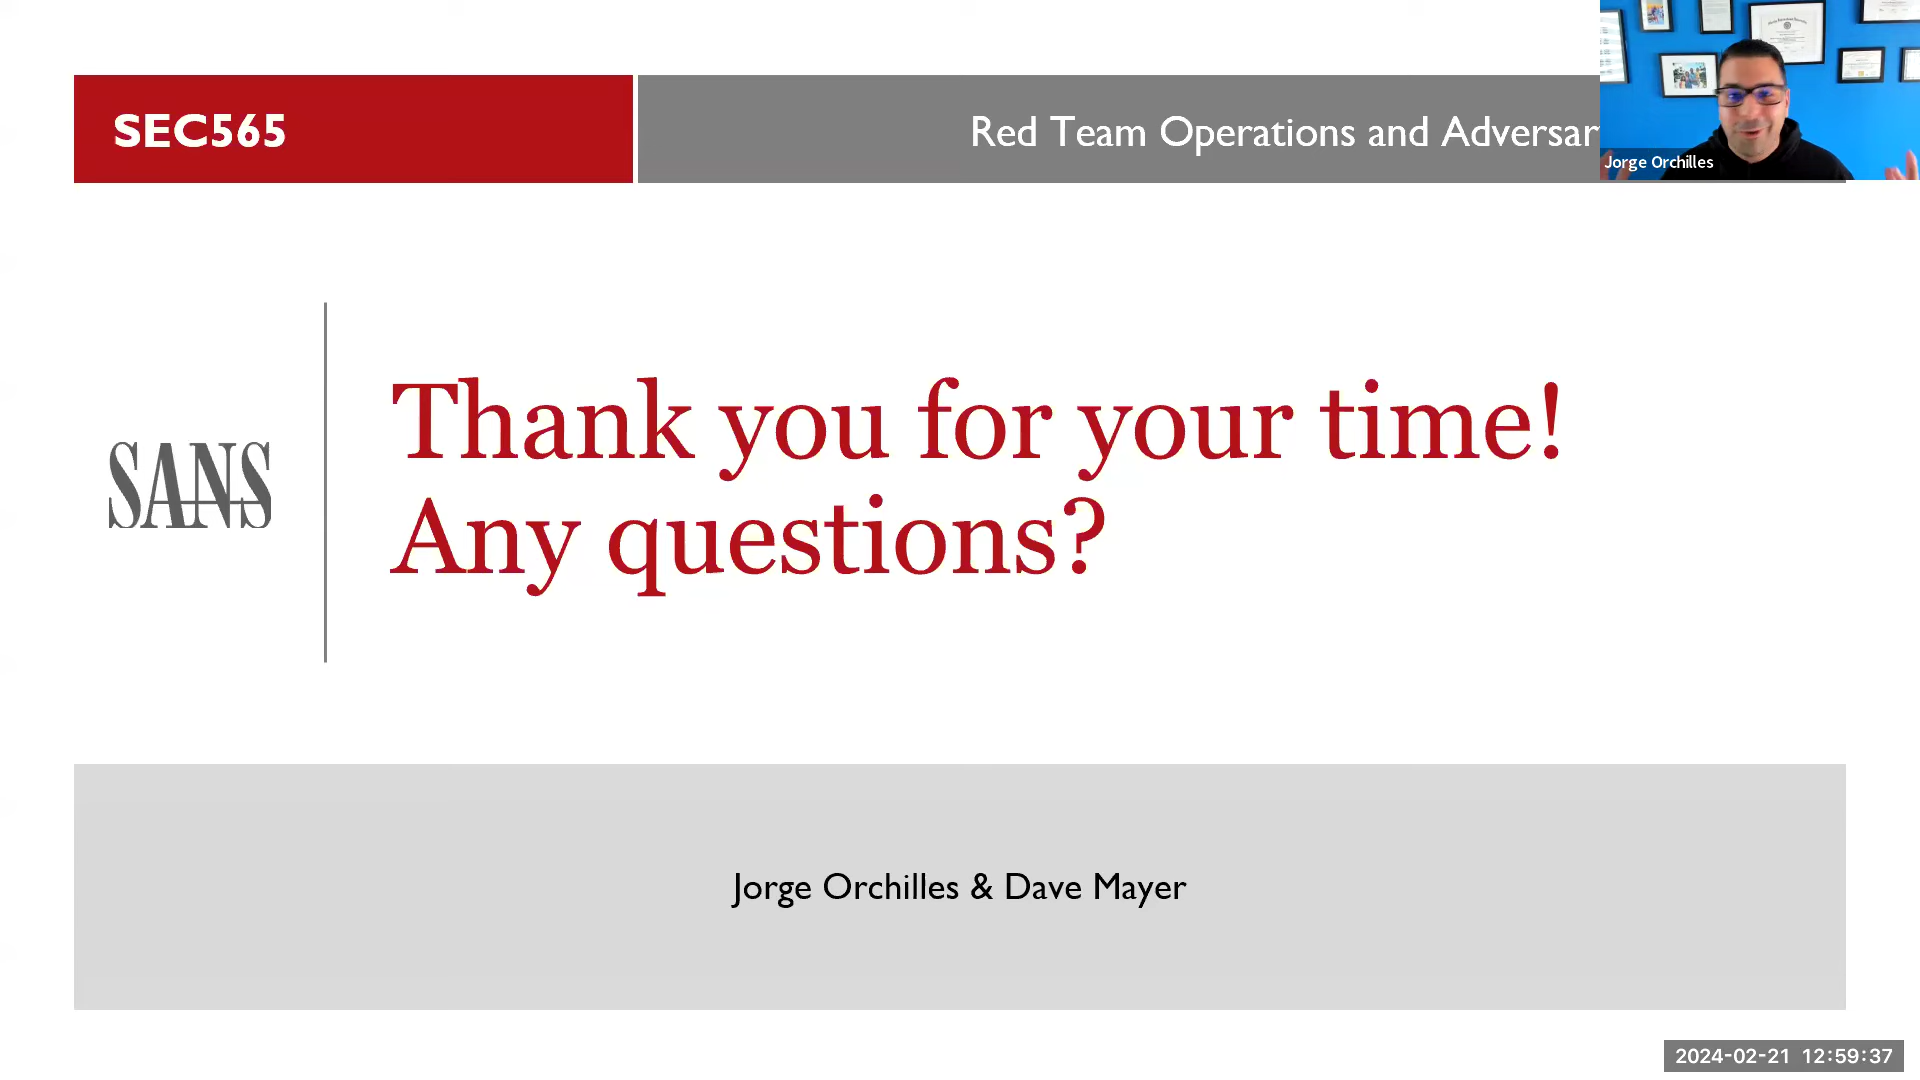 SEC565
Red Team Operations and Adversar
Jorge Orchilles
SANS
Thank you for your time!
Any questions?
Jorge Orchilles & Dave Mayer
2024-02-21 12:59:37